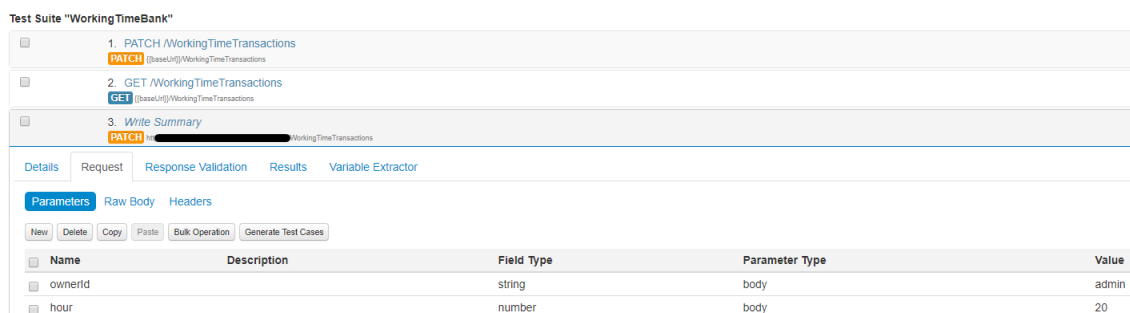 Test Suite "WorkingTimeBank"
1. PATCH /WorkingTimeTransactions
PATCH {{baseUrl}}/WorkingTimeTransactions
2. GET /WorkingTimeTransactions
GET {{baseUrl}}/WorkingTimeTransactions
3. Write Summary
PATCH htt /WorkingTimeTransactions
Details Request Response Validation Results Variable Extractor
Parameters Raw Body Headers
New Delete Copy Paste Bulk Operation Generate Test Cases
Name Description Field Type Parameter Type Value
ownerId string body admin
hour number body 20